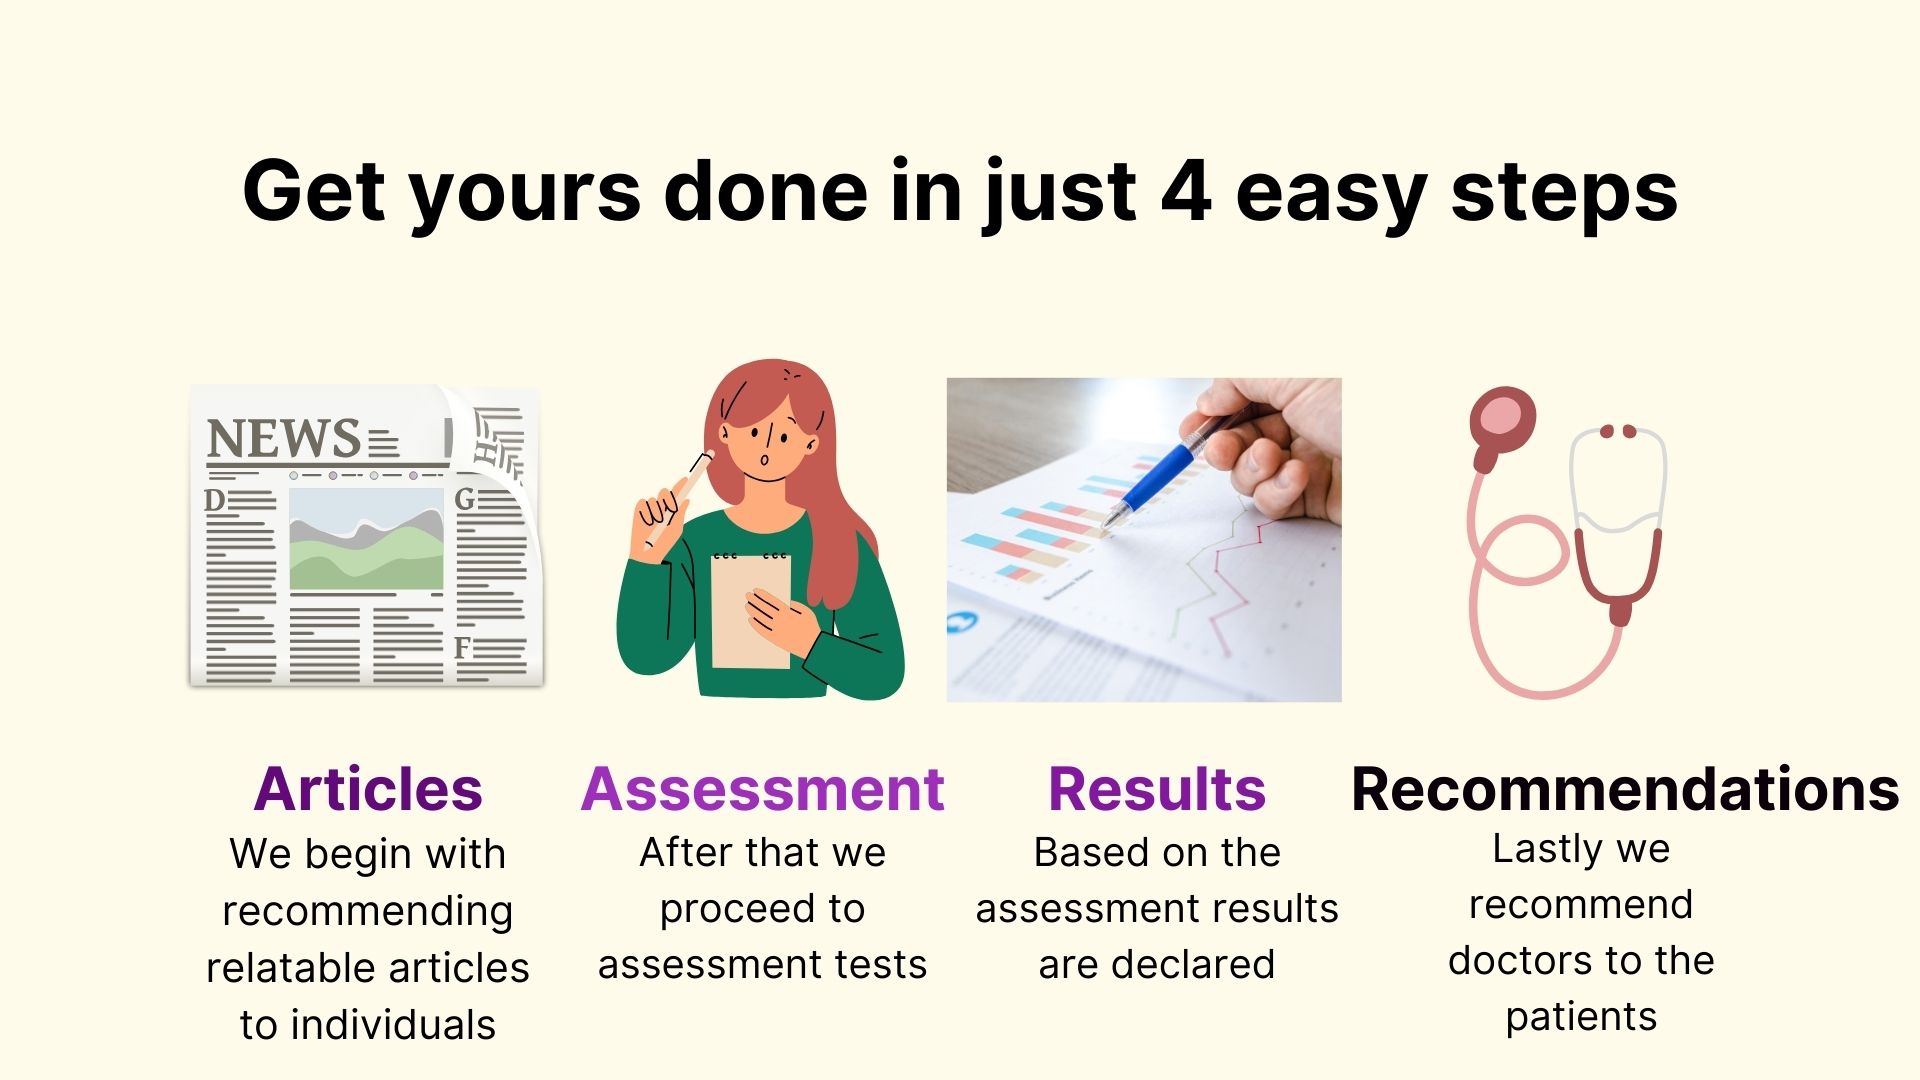 Get yours done in just 4 easy steps
NEWS
H
D
G
F
Articles
We begin with
recommending
relatable articles
to individuals
Assessment
After that we
proceed to
assessment tests
Results
Based on the
assessment results
are declared
Recommendations
Lastly we
recommend
doctors to the
patients